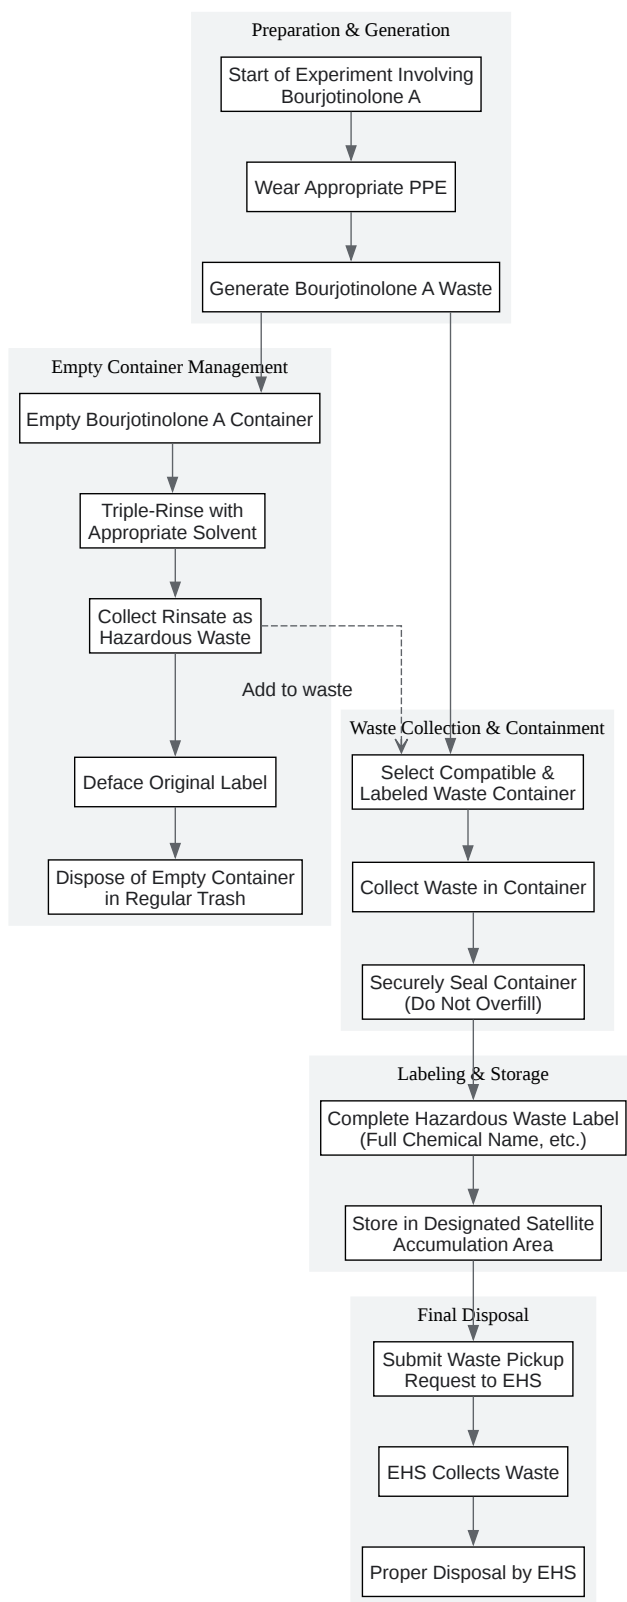 Preparation & Generation
Start of Experiment Involving
Bourjotinolone A
Wear Appropriate PPE
Generate Bourjotinolone A Waste
Empty Container Management
Empty Bourjotinolone A Container
Triple-Rinse with
Appropriate Solvent
Collect Rinsate as
Hazardous Waste
Add to waste
Deface Original Label
Dispose of Empty Container
in Regular Trash
Waste Collection & Containment
Select Compatible &
Labeled Waste Container
Collect Waste in Container
Securely Seal Container
(Do Not Overfill)
Labeling & Storage
Complete Hazardous Waste Label
(Full Chemical Name, etc.)
Store in Designated Satellite
Accumulation Area
Final Disposal
Submit Waste Pickup
Request to EHS
EHS Collects Waste
Proper Disposal by EHS